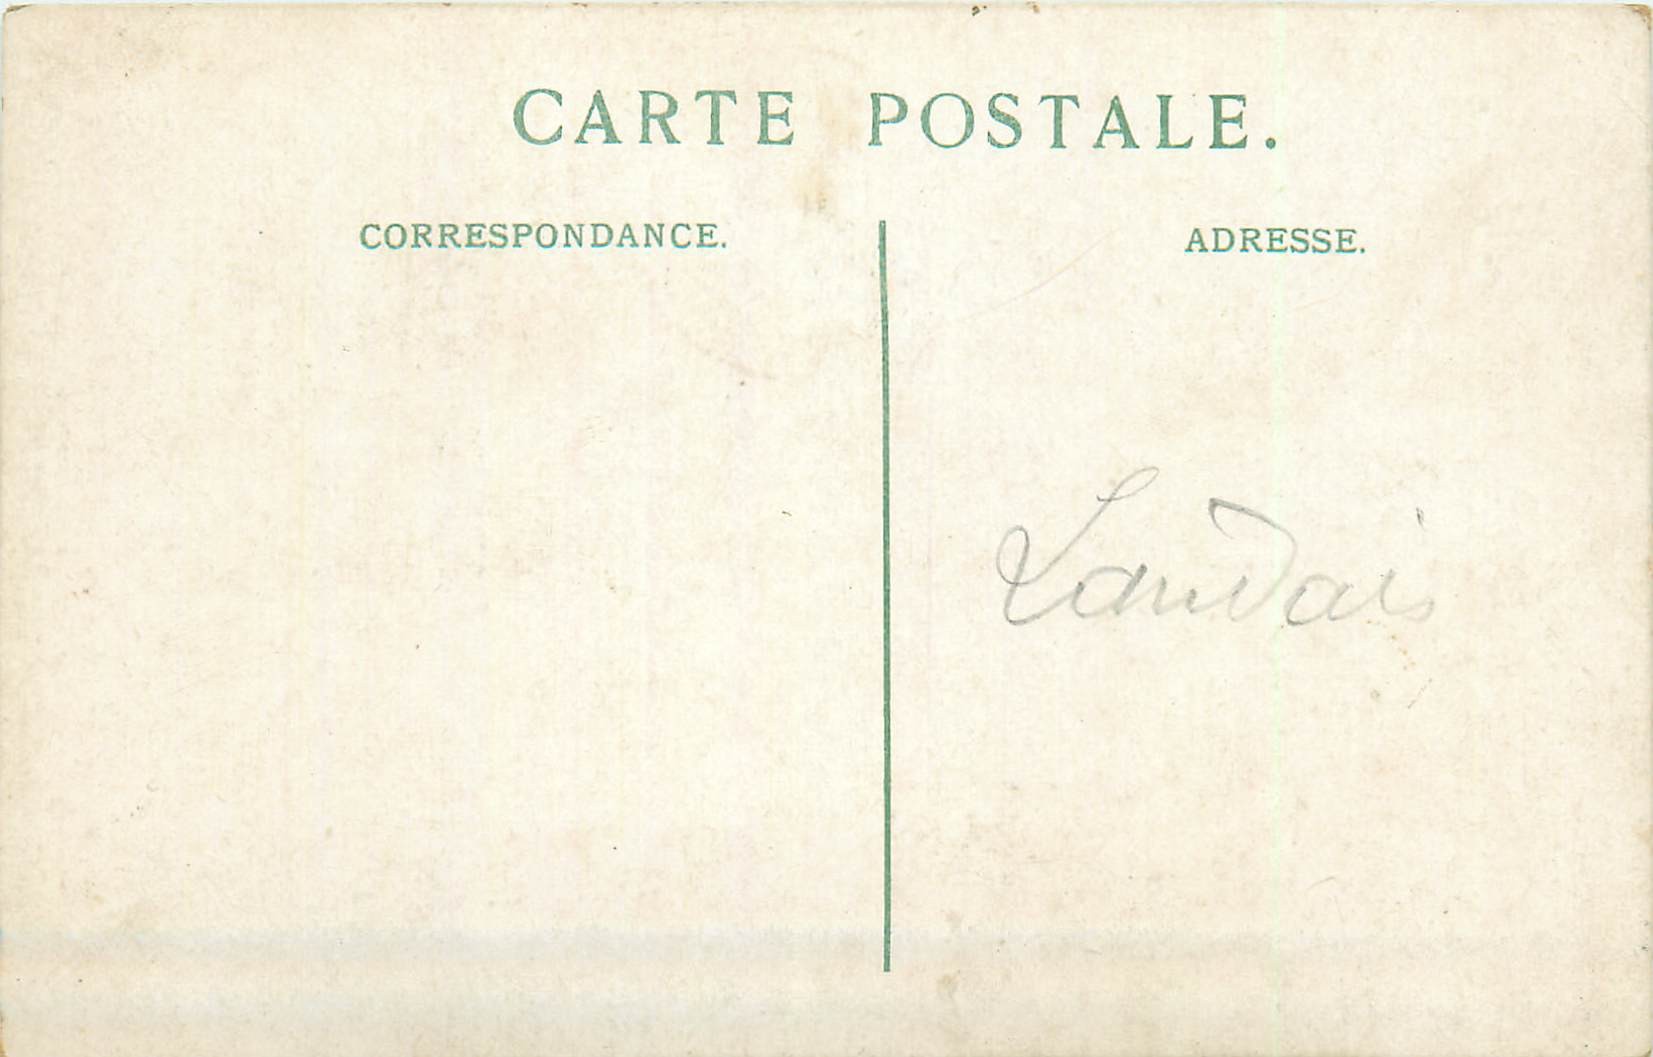 CARTE POSTALE.
CORRESPONDANCE.
ADRESSE.
Landais